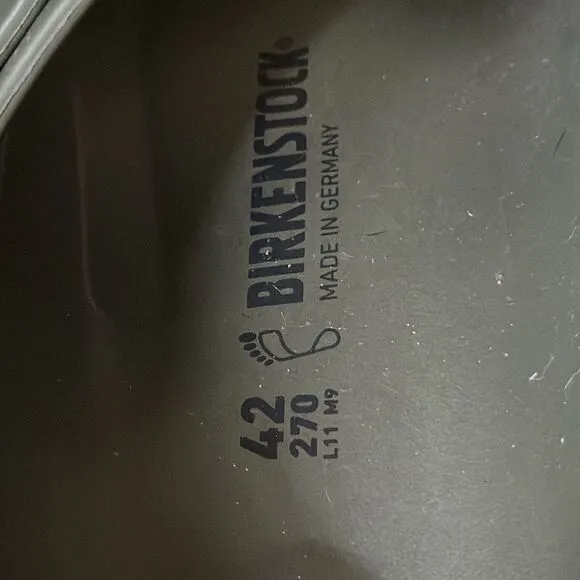 BIRKENSTOCK
MADE IN GERMANY
42
270
L11 M9